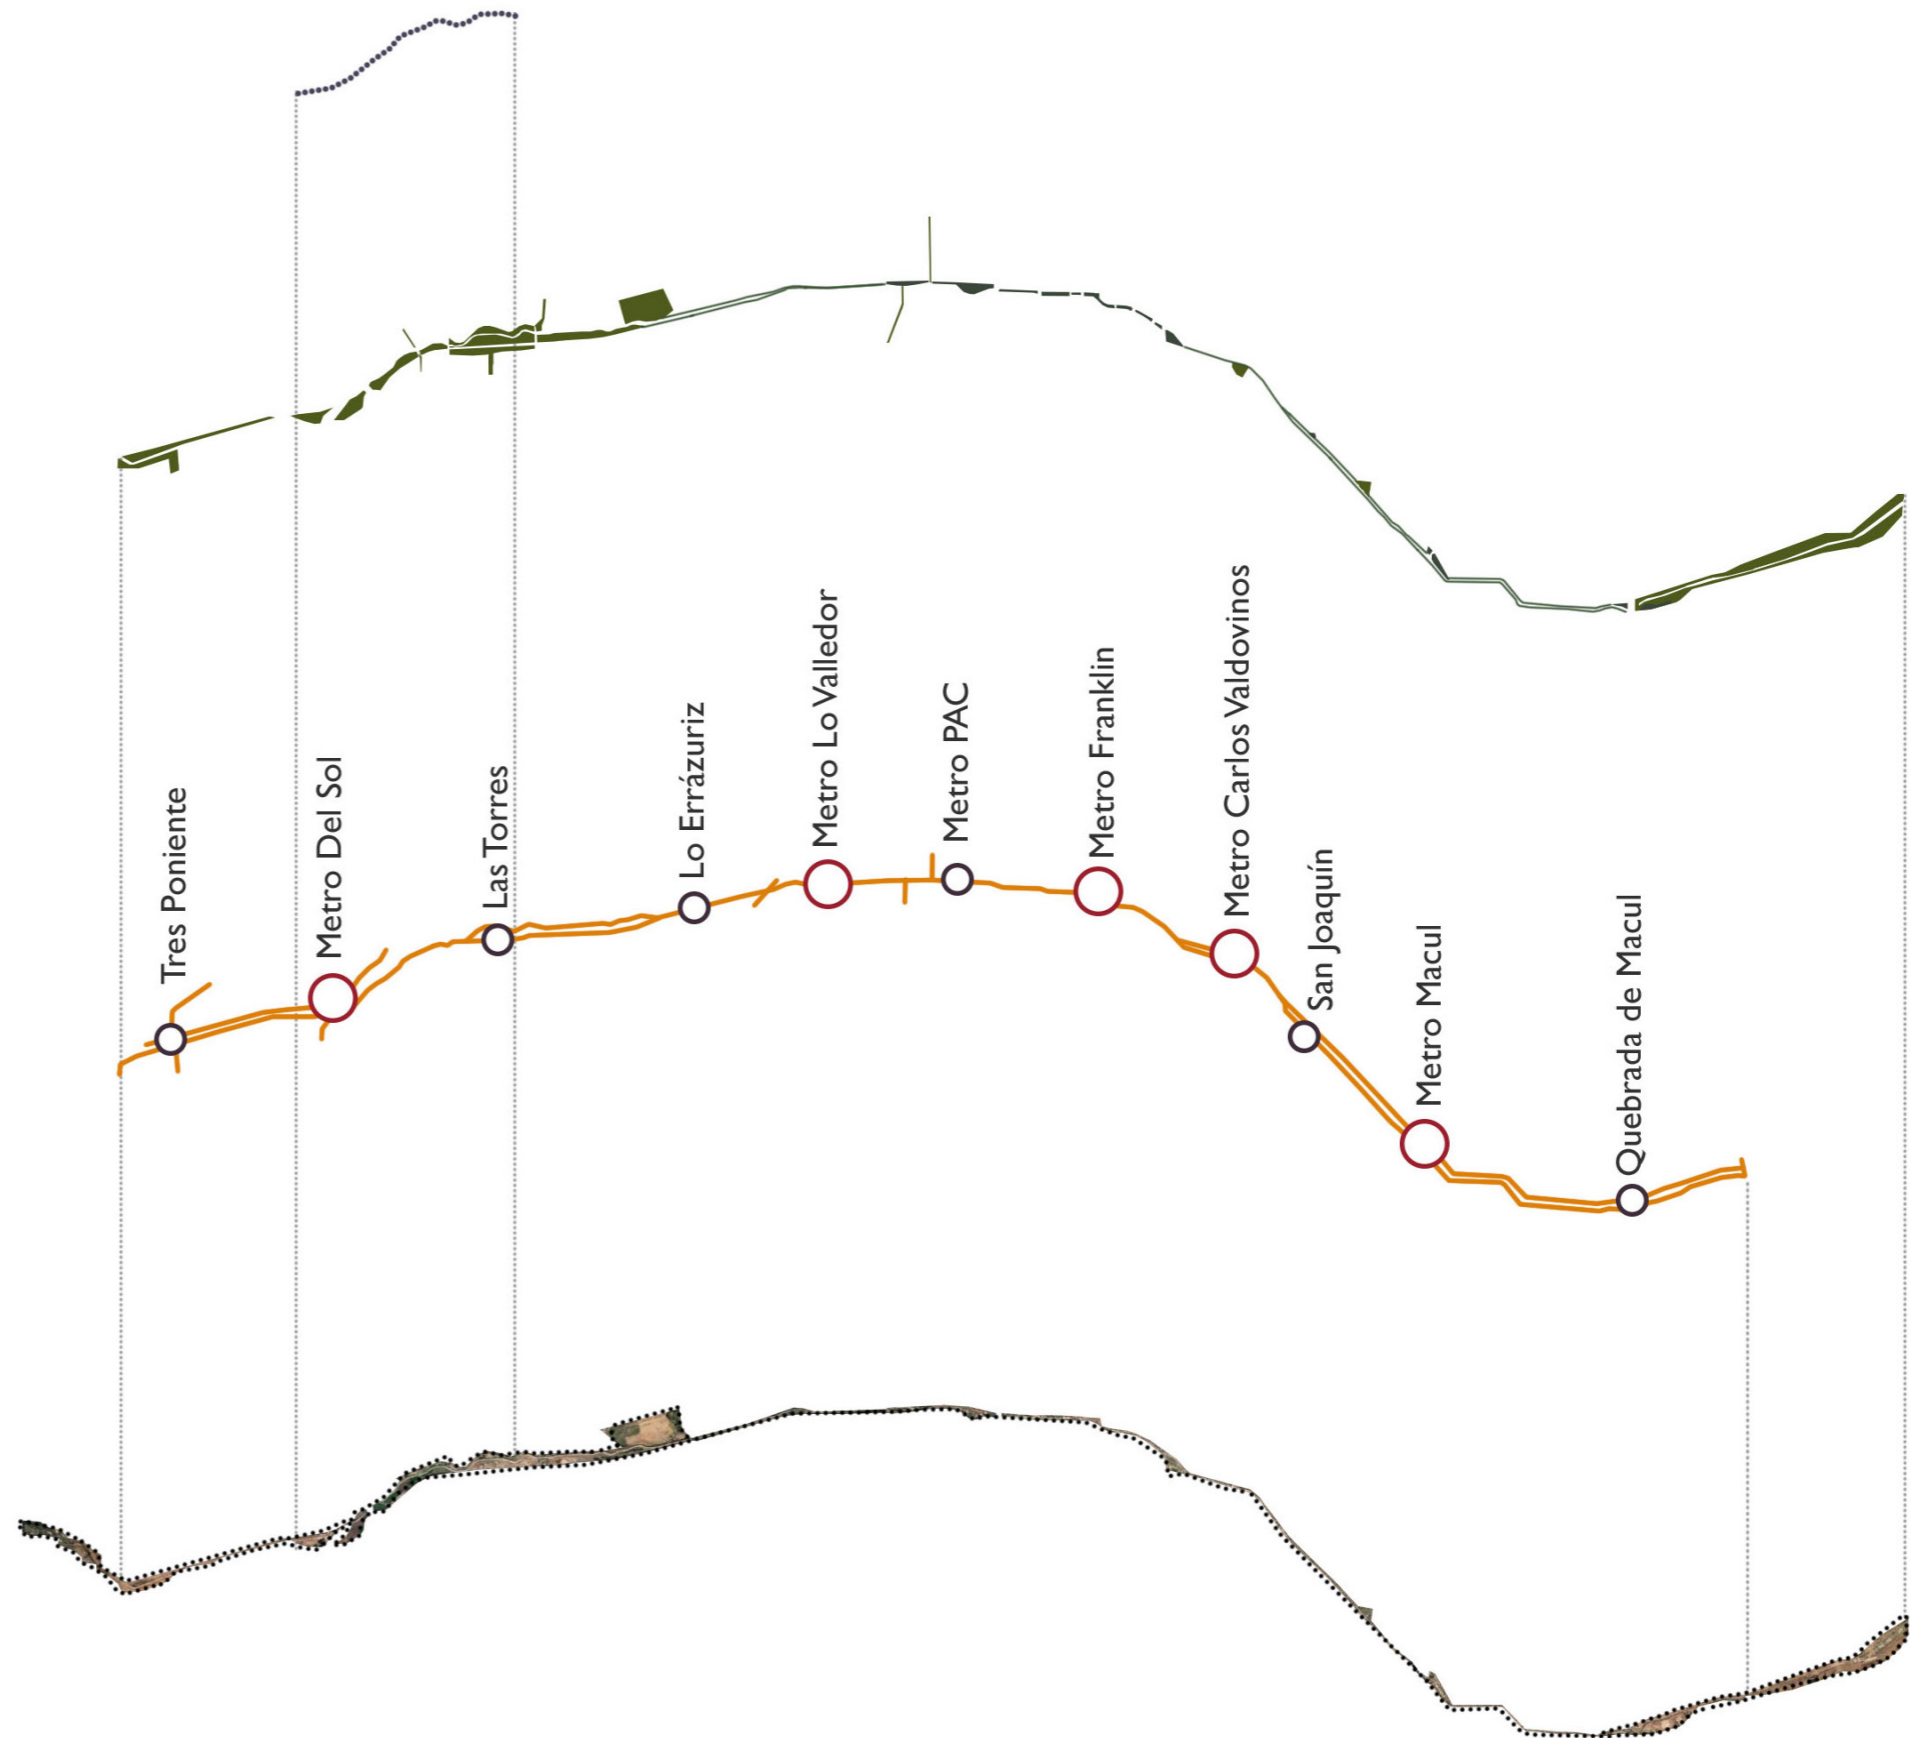 Tres Poniente
Metro Del Sol
Las Torres
Lo Errázuriz
Metro Lo Valledor
Metro PAC
Metro Franklin
Metro Carlos Valdovinos
San Joaquín
Metro Macul
Quebrada de Macul